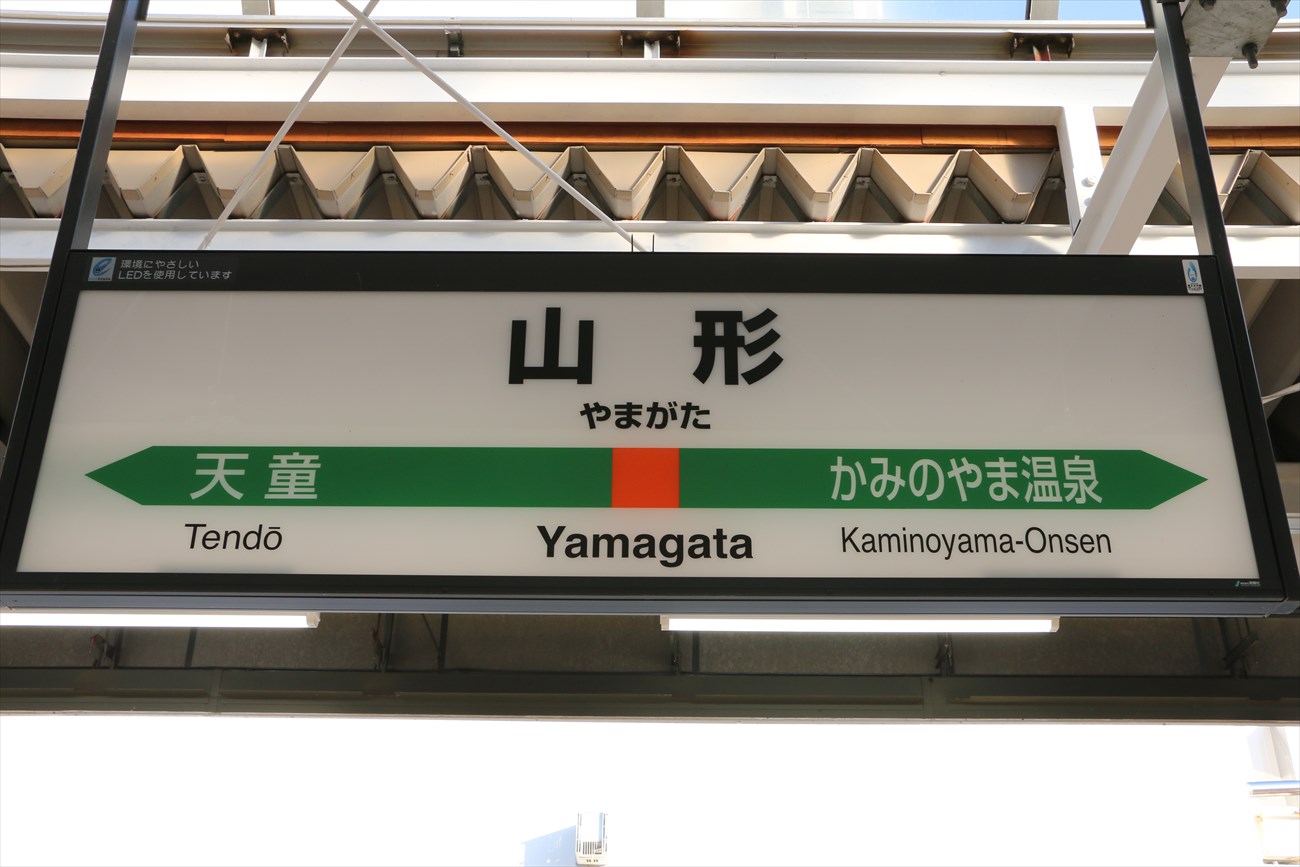 環境にやさしい
LEDを使用しています
山形
やまがた
天童
かみのやま温泉
Tendō
Yamagata
Kaminoyama-Onsen